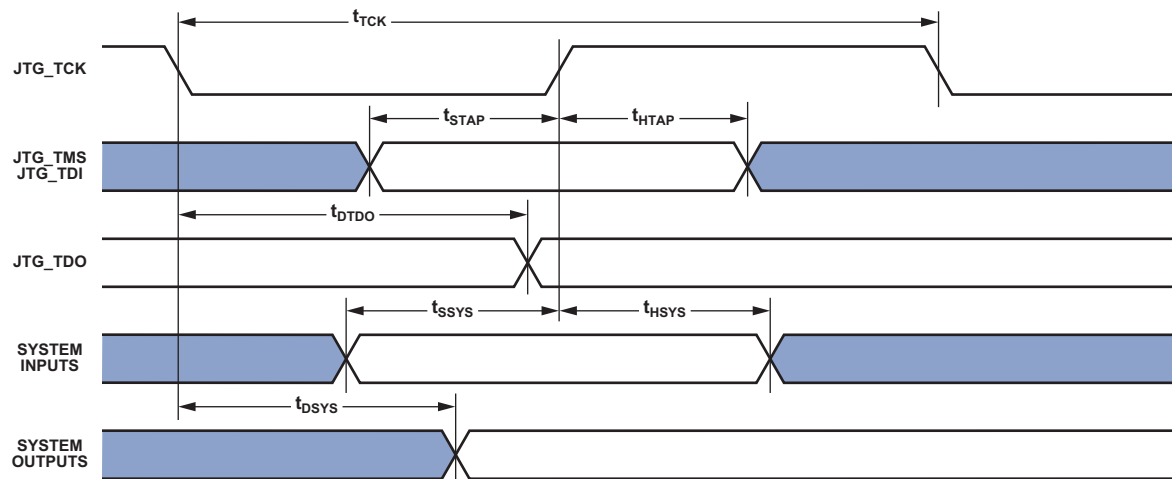 tTCK
JTG_TCK
tSTAP
tHTAP
JTG_TMS
JTG_TDI
tDTDO
JTG_TDO
tSSYS
tHSYS
SYSTEM
INPUTS
tDSYS
SYSTEM
OUTPUTS